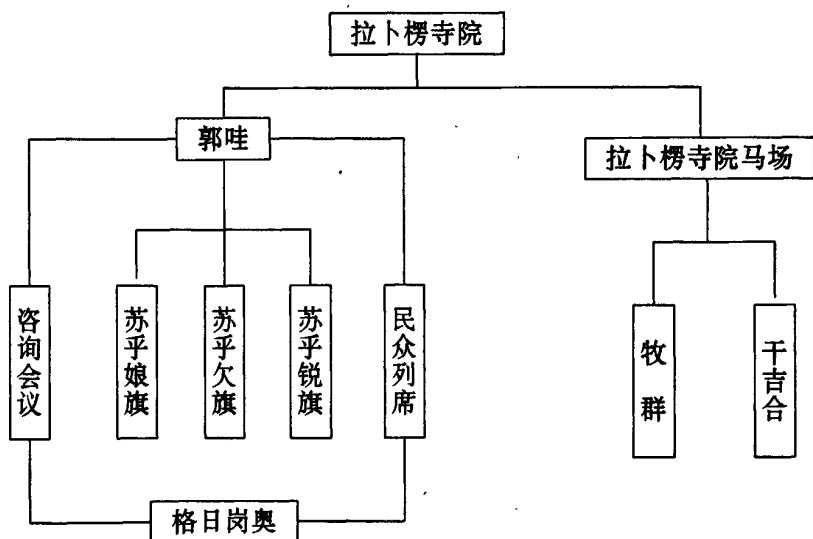 拉卜楞寺院
郭哇
拉卜楞寺院马场
咨询会议
苏乎娘旗
苏乎欠旗
苏乎锐旗
民众列席
牧群
干吉合
格日岗奥